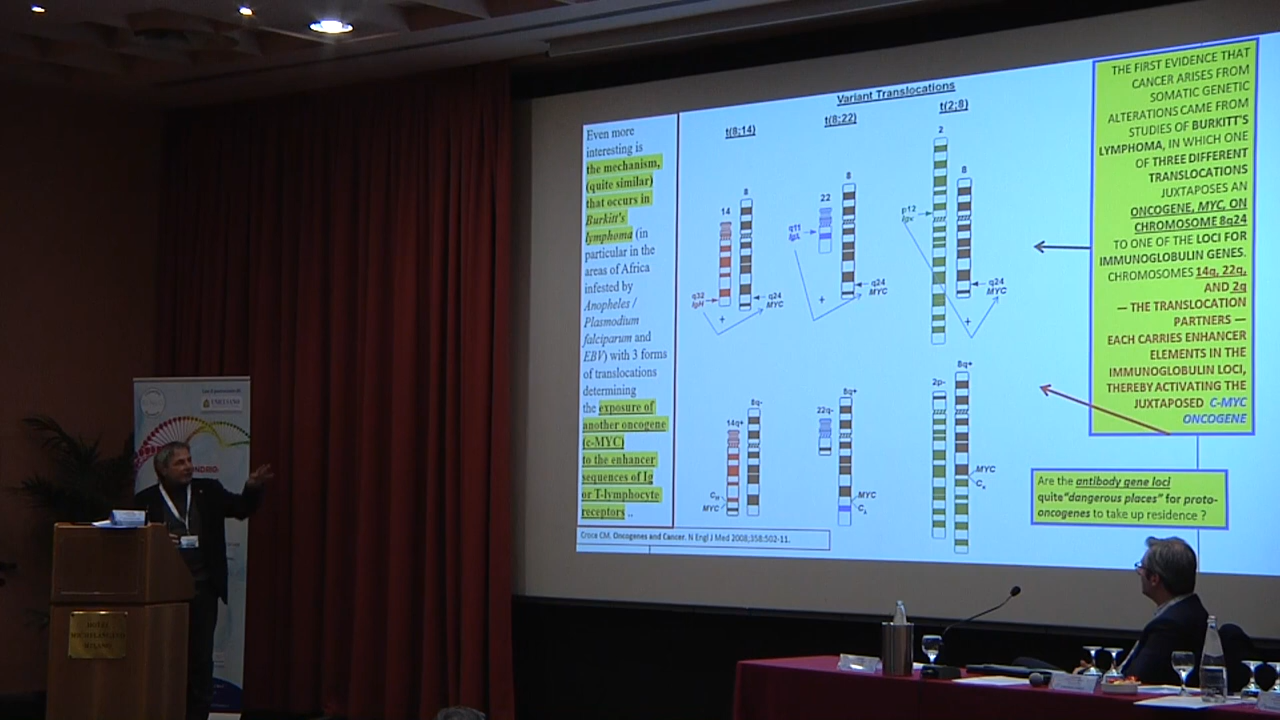 Variant Translocations
Even more
interesting is
the mechanism,
(quite similar)
that occurs in
Burkitt's
lymphoma (in
particular in the
areas of Africa
infested by
Anopheles /
Plasmodium
falciparum and
EBV) with 3 forms
of translocations
determining
the exposure of
another oncogene
(c-MYC)
to the enhancer
sequences of Ig
or T-lymphocyte
receptors ..
t(8;14)
t(8;22)
t(2;8)
14
8
q32
IgH
q24
MYC
+
22
8
q11
IgL
q24
MYC
+
2
8
p12
Igκ
q24
MYC
+
14q+
8q-
MYC
22q-
8q+
MYC
2p-
8q+
MYC
Croce CM, Oncogenes and Cancer. N Engl J Med 2008;358:502-11.
THE FIRST EVIDENCE THAT
CANCER ARISES FROM
SOMATIC GENETIC
ALTERATIONS CAME FROM
STUDIES OF BURKITT'S
LYMPHOMA, IN WHICH ONE
OF THREE DIFFERENT
TRANSLOCATIONS
JUXTAPOSES AN
ONCOGENE, MYC, ON
CHROMOSOME 8q24
TO ONE OF THE LOCI FOR
IMMUNOGLOBULIN GENES.
CHROMOSOMES 14q, 22q,
AND 2q
— THE TRANSLOCATION
PARTNERS —
EACH CARRIES ENHANCER
ELEMENTS IN THE
IMMUNOGLOBULIN LOCI,
THEREBY ACTIVATING THE
JUXTAPOSED C-MYC
ONCOGENE
Are the antibody gene loci
quite"dangerous places" for proto-
oncogenes to take up residence ?
HOTEL
MICHELANGELO
MILANO